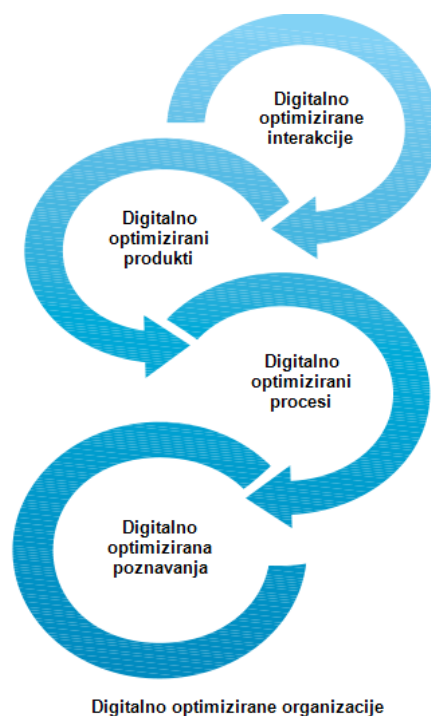 Digitalno
optimizirane
interakcije
Digitalno
optimizirani
produkti
Digitalno
optimizirani
procesi
Digitalno
optimizirana
poznavanja
Digitalno optimizirane organizacije